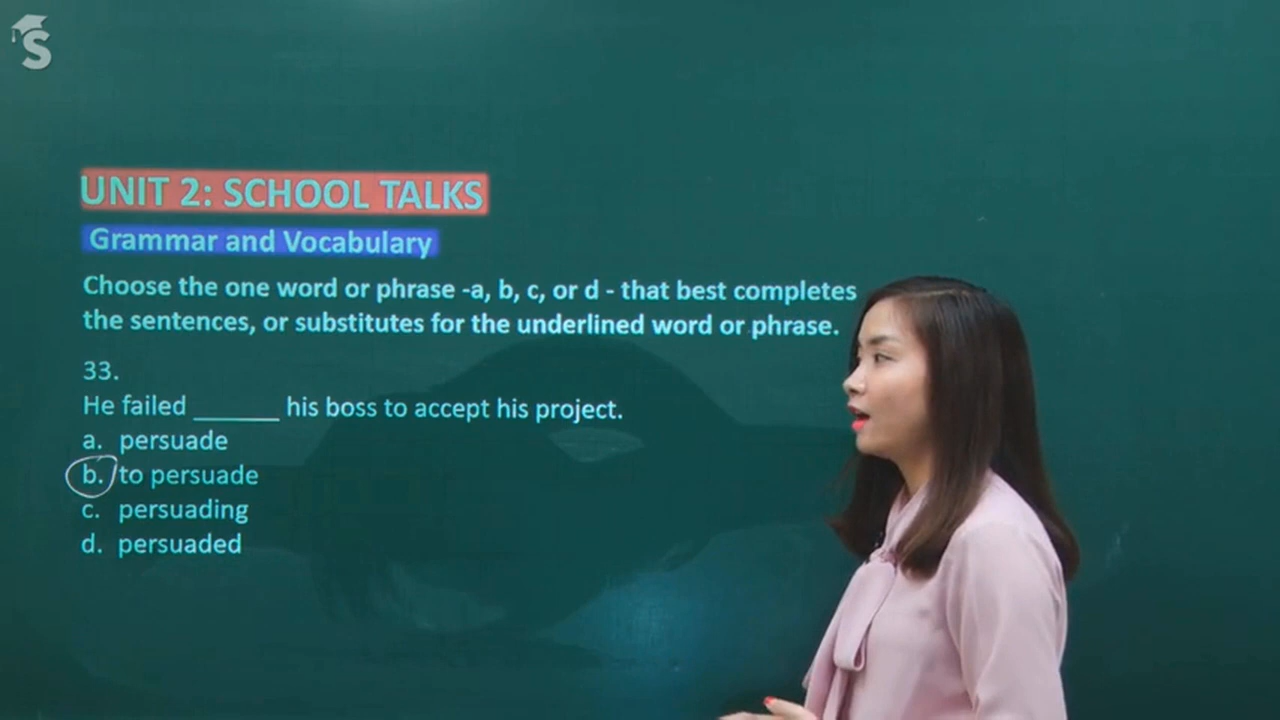 S
UNIT 2: SCHOOL TALKS
Grammar and Vocabulary
Choose the one word or phrase -a, b, c, or d - that best completes
the sentences, or substitutes for the underlined word or phrase.
33.
He failed ______ his boss to accept his project.
a. persuade
b. to persuade
c. persuading
d. persuaded